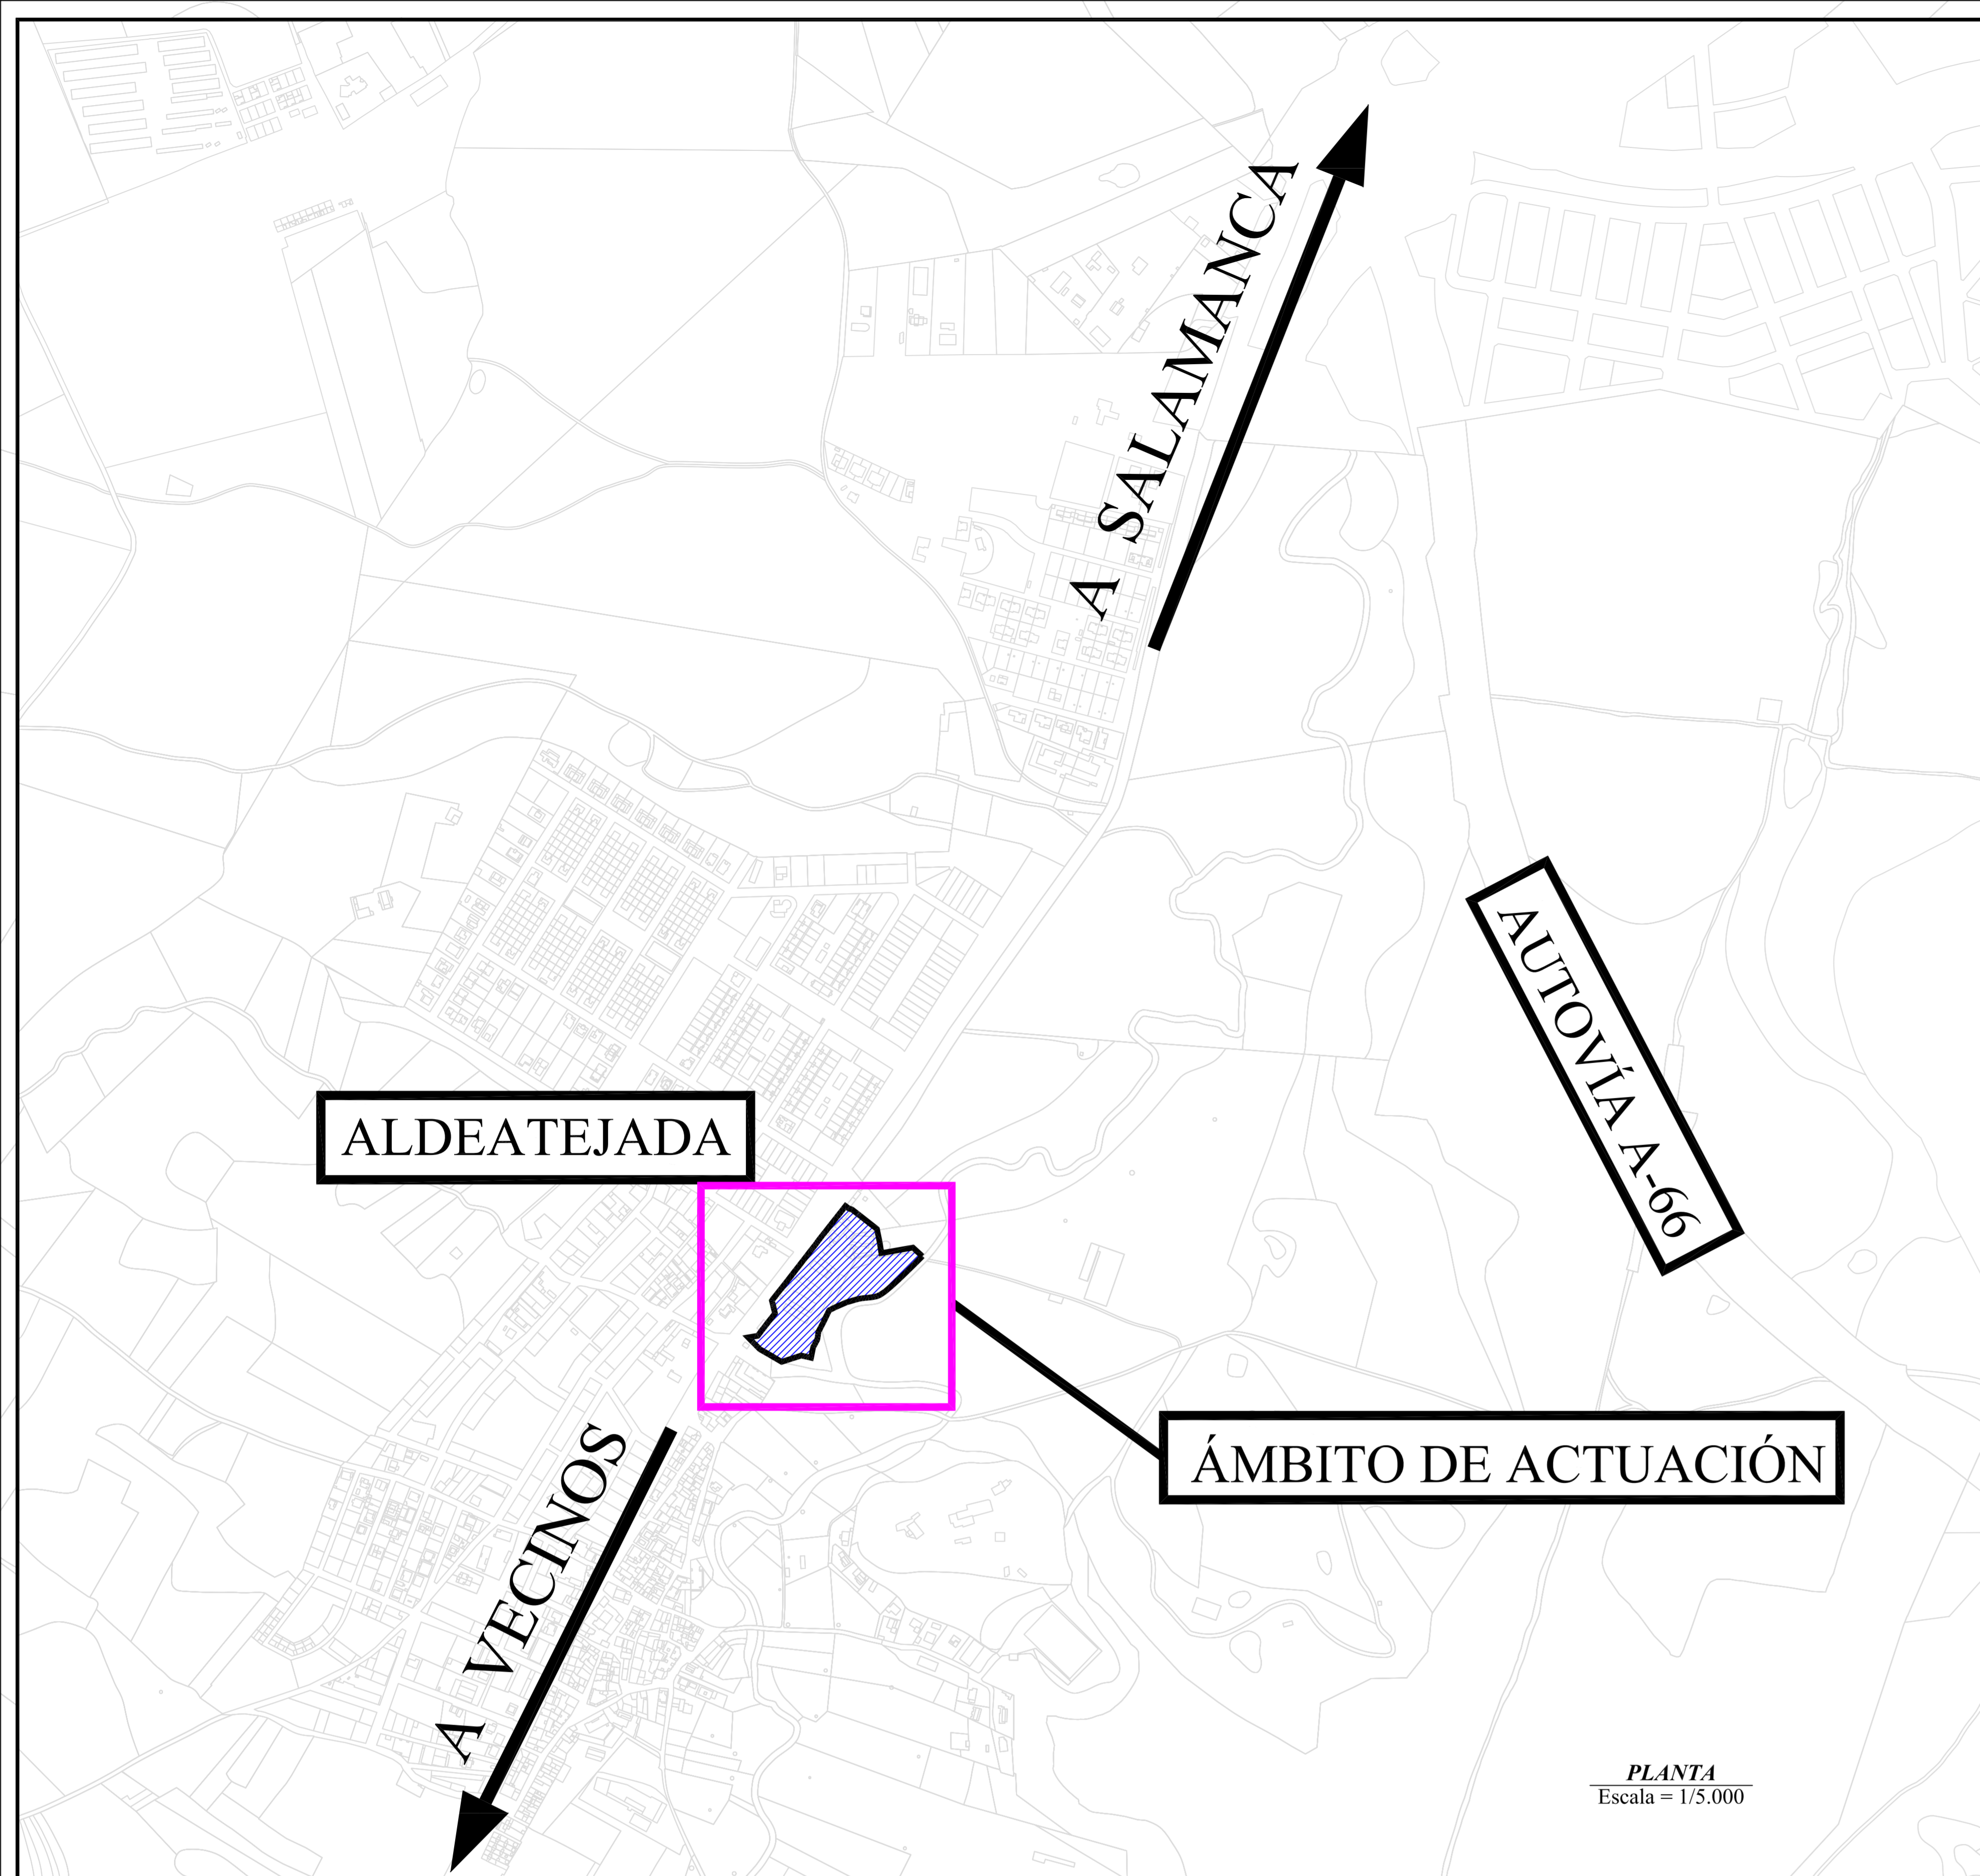 A SALAMANCA
AUTOVÍA A-66
ALDEATEJADA
ÁMBITO DE ACTUACIÓN
A VECINOS
PLANTA
Escala = 1/5.000